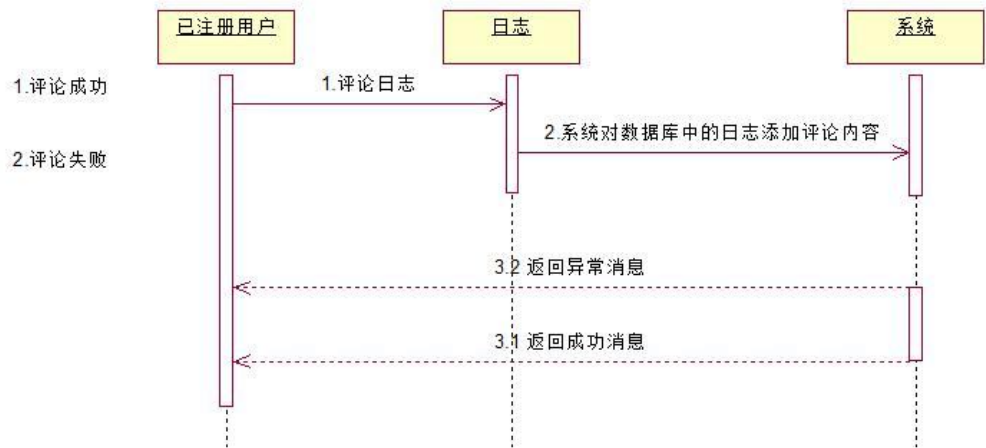 已注册用户
日志
系统
1.评论成功
1.评论日志
2.系统对数据库中的日志添加评论内容
2.评论失败
3.2 返回异常消息
3.1 返回成功消息